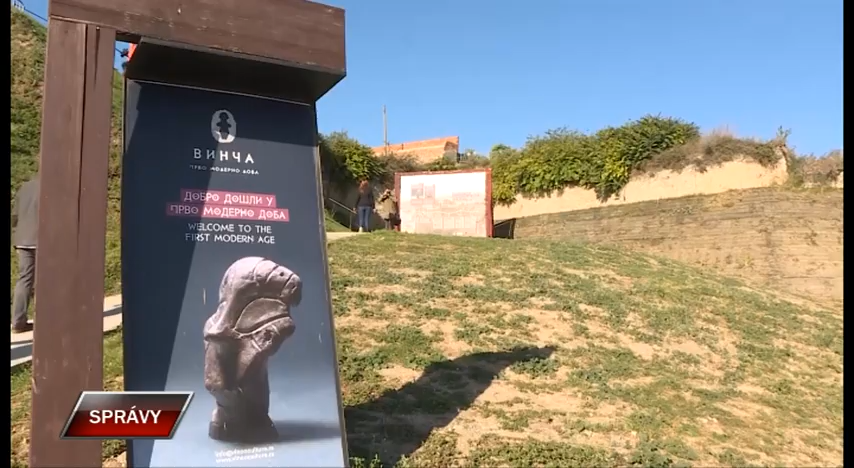 ВИНЧА
ПРВО МОДЕРНО ДОБА
ДОБРО ДОШЛИ У
ПРВО МОДЕРНО ДОБА
WELCOME TO THE
FIRST MODERN AGE
SPRÁVY